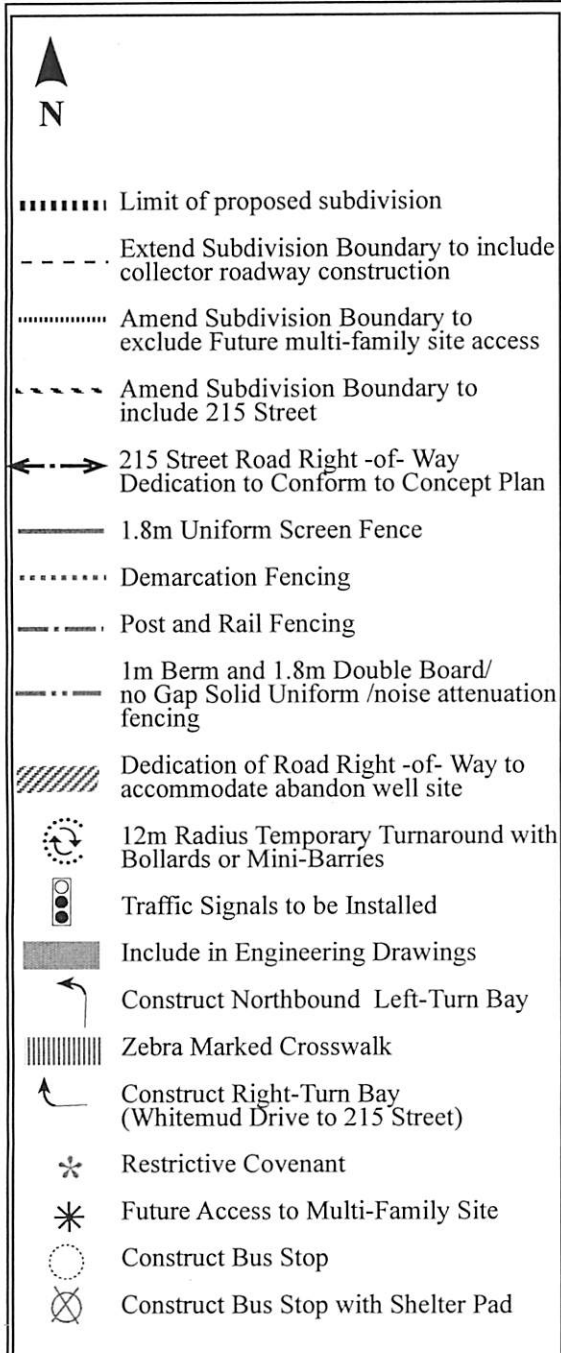 N
Limit of proposed subdivision
Extend Subdivision Boundary to include
collector roadway construction
Amend Subdivision Boundary to
exclude Future multi-family site access
Amend Subdivision Boundary to
include 215 Street
215 Street Road Right -of- Way
Dedication to Conform to Concept Plan
1.8m Uniform Screen Fence
Demarcation Fencing
Post and Rail Fencing
1m Berm and 1.8m Double Board/
no Gap Solid Uniform /noise attenuation
fencing
Dedication of Road Right -of- Way to
accommodate abandon well site
12m Radius Temporary Turnaround with
Bollards or Mini-Barries
Traffic Signals to be Installed
Include in Engineering Drawings
Construct Northbound Left-Turn Bay
Zebra Marked Crosswalk
Construct Right-Turn Bay
(Whitemud Drive to 215 Street)
Restrictive Covenant
Future Access to Multi-Family Site
Construct Bus Stop
Construct Bus Stop with Shelter Pad